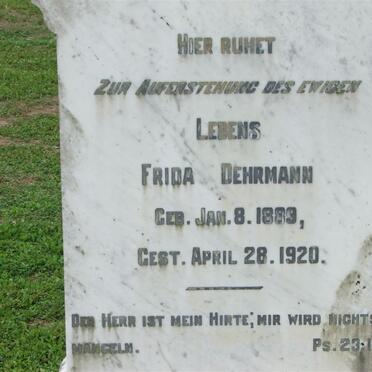 HIER RUHET
ZUR AUFERSTEHUNG DES EWIGEN
LEBENS
FRIDA DEHRMANN
GEB. JAN. 8. 1883,
GEST. APRIL 28. 1920.
DER HERR IST MEIN HIRTE, MIR WIRD NICHTS
MANGELN. PS. 23-1